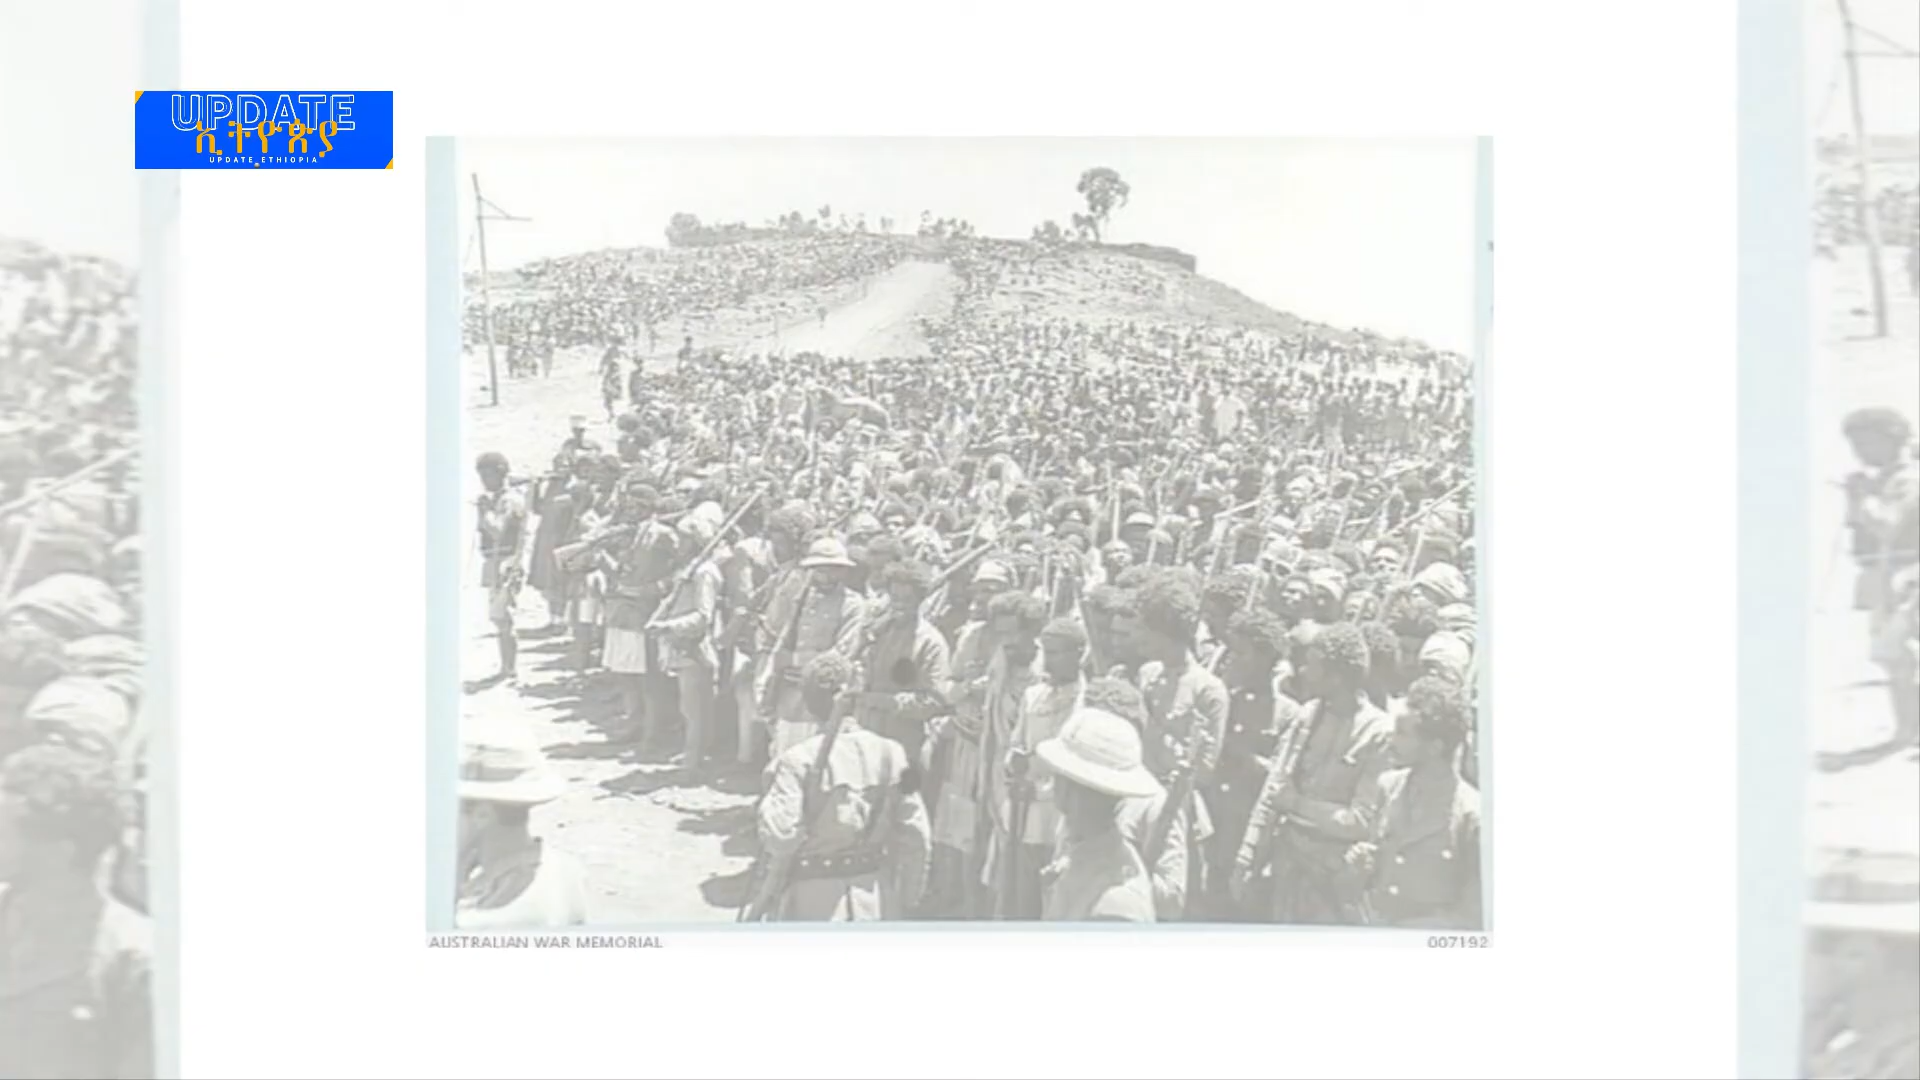 UPDATE
ኢትዮጵያ
UPDATE ETHIOPIA
AUSTRALIAN WAR MEMORIAL
007192